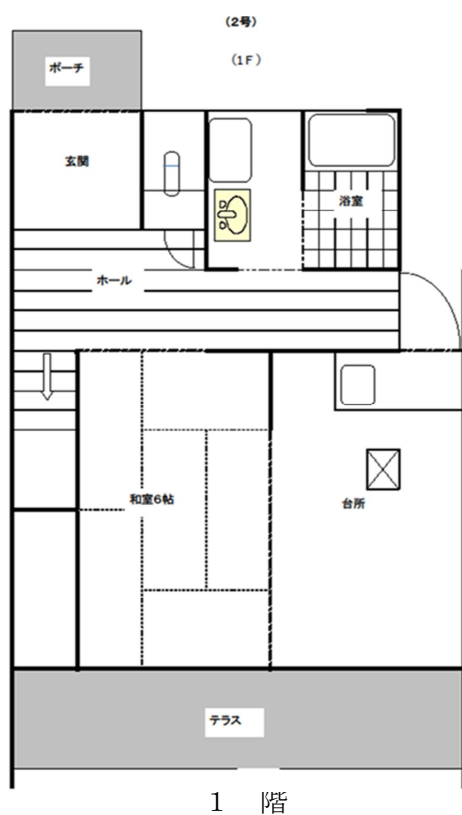 (2号)
(1F)
ポーチ
玄関
浴室
ホール
和室6帖
台所
テラス
1 階